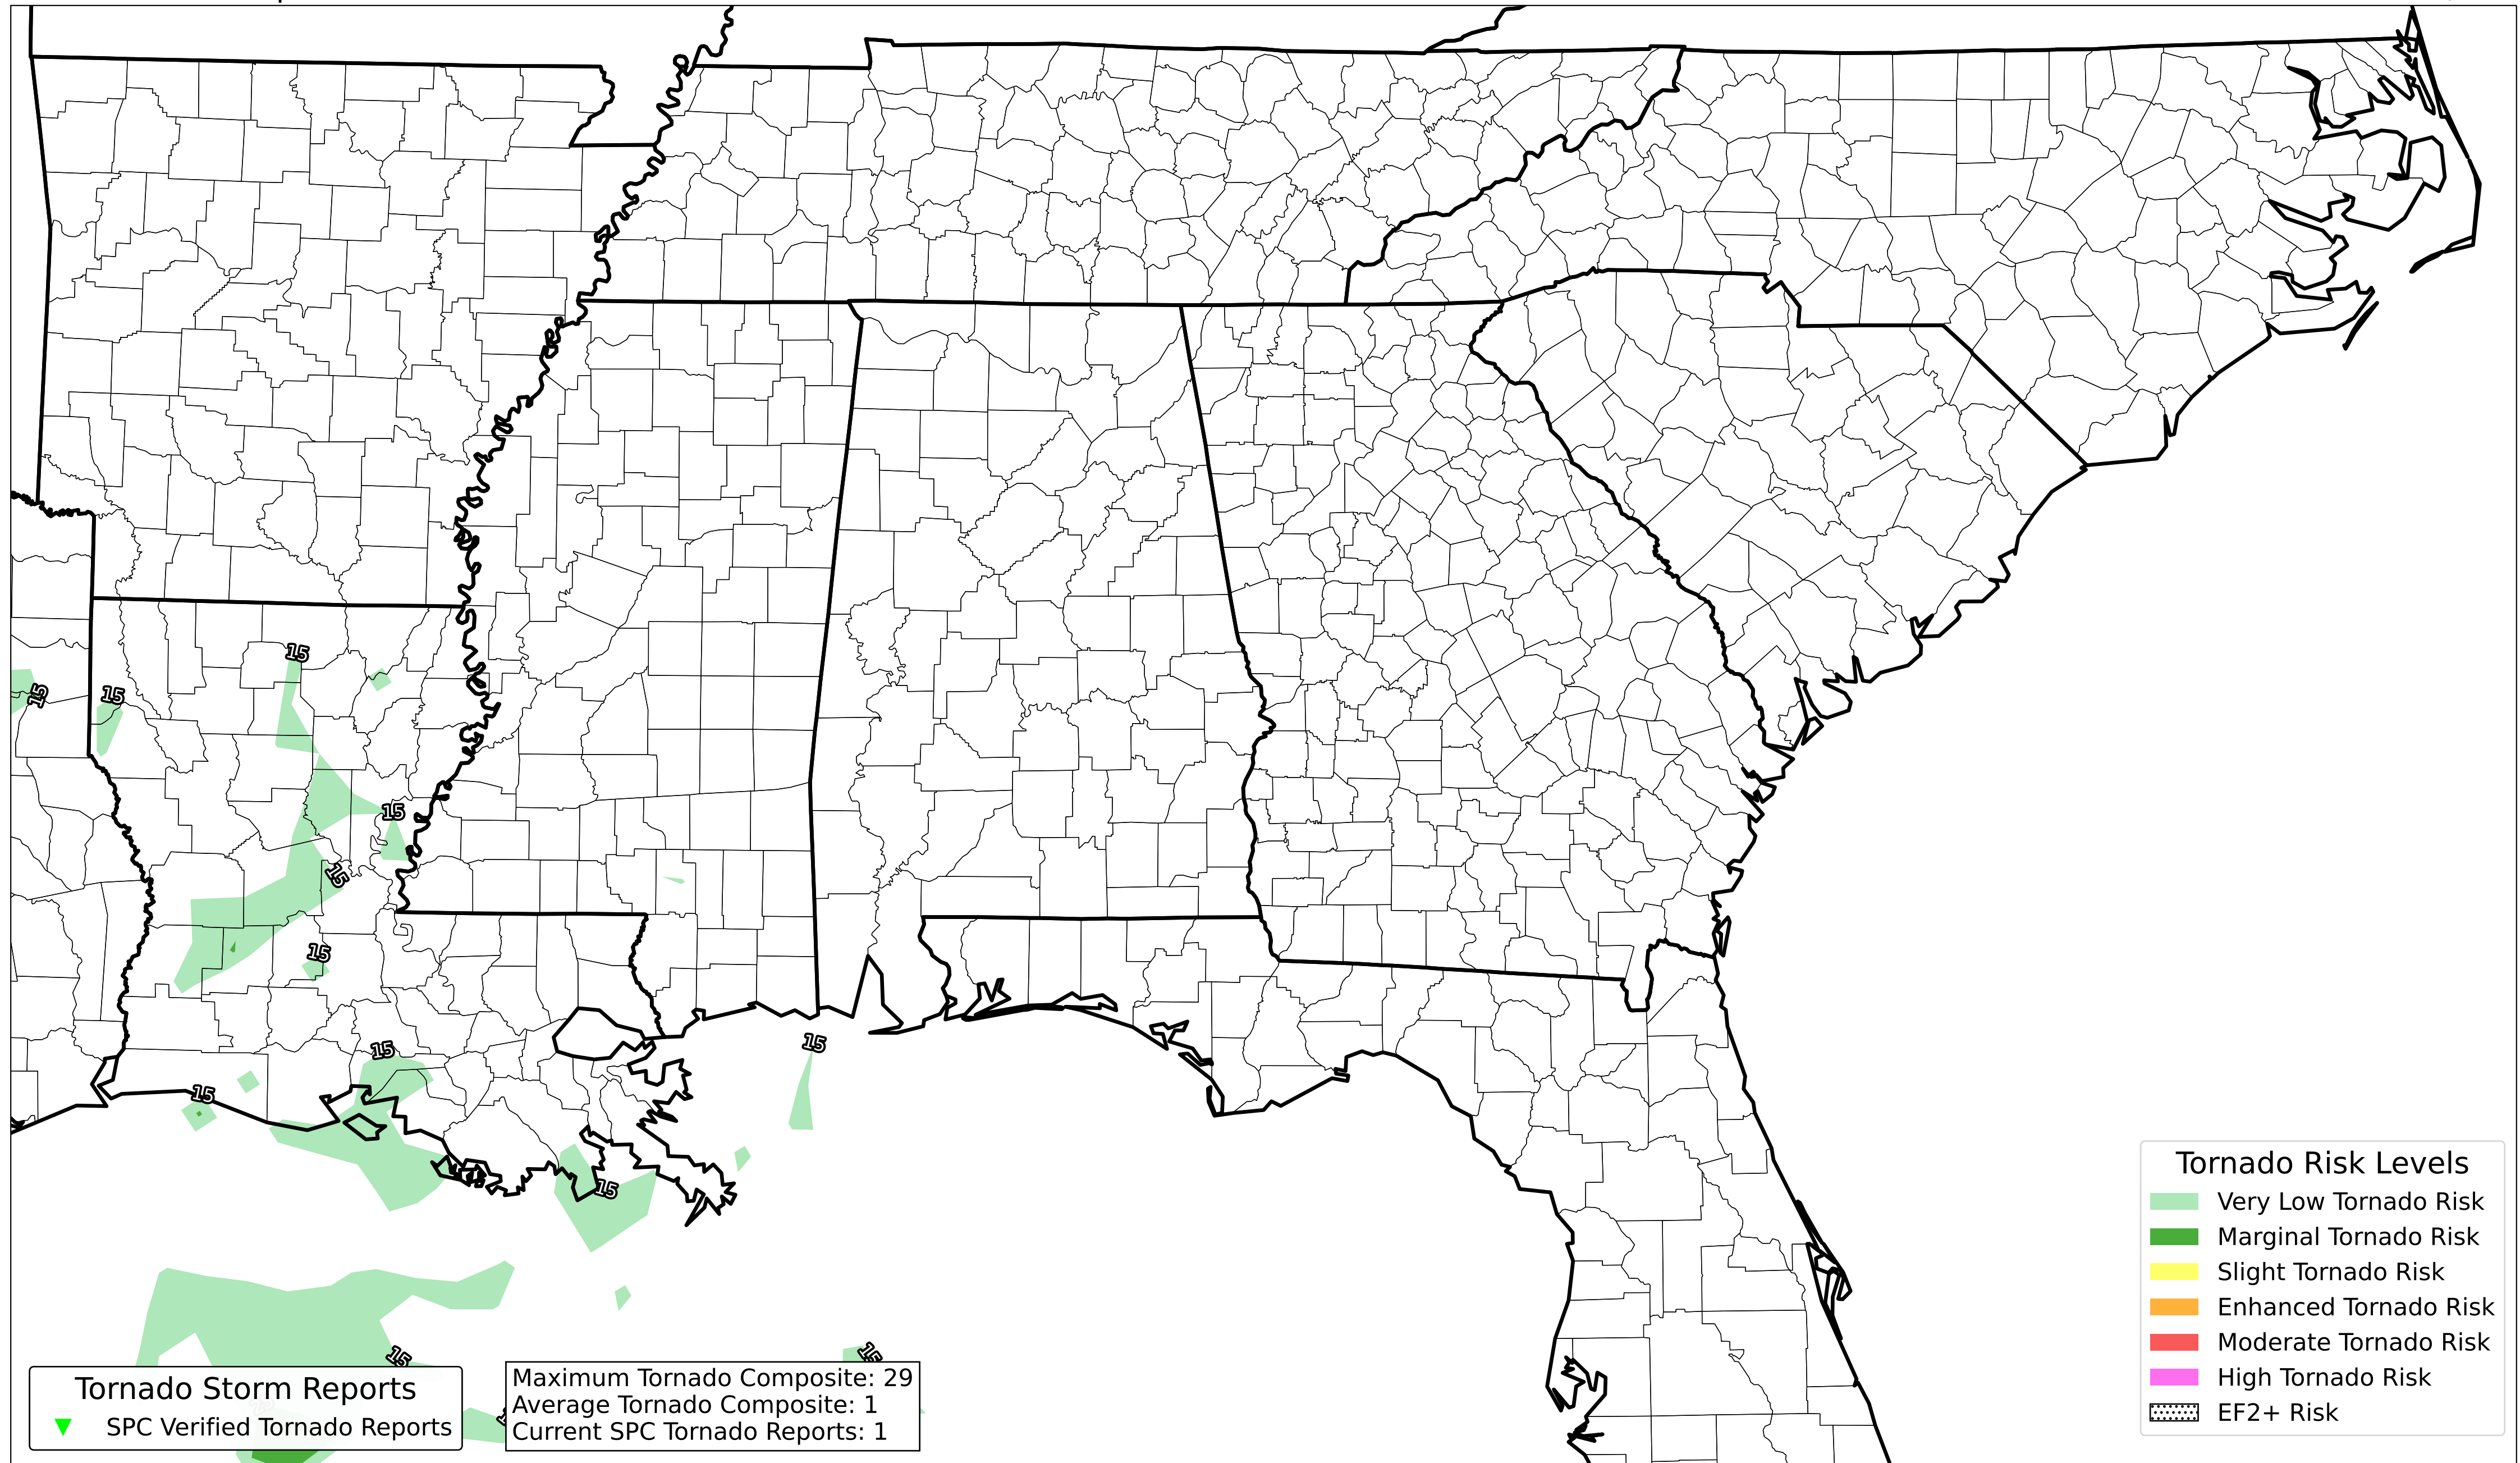 15
15
15
15
15
15
15
15
15
15
15
15
Tornado Storm Reports
SPC Verified Tornado Reports
Maximum Tornado Composite: 29
Average Tornado Composite: 1
Current SPC Tornado Reports: 1
Tornado Risk Levels
Very Low Tornado Risk
Marginal Tornado Risk
Slight Tornado Risk
Enhanced Tornado Risk
Moderate Tornado Risk
High Tornado Risk
EF2+ Risk